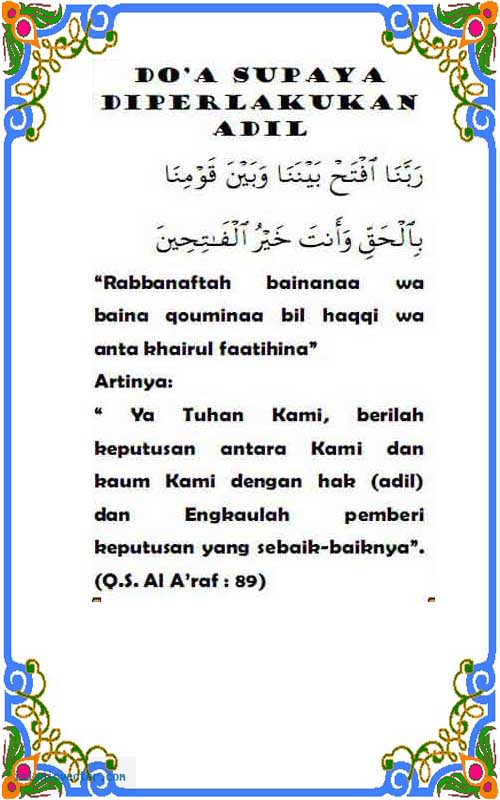 DO'A SUPAYA
DIPERLAKUKAN
ADIL
رَبَّنَا ٱفْتَحْ بَيْنَنَا وَبَيْنَ قَوْمِنَا
بِٱلْحَقِّ وَأَنتَ خَيْرُ ٱلْفَـٰتِحِينَ
“Rabbanaftah bainanaa wa
baina qouminaa bil haqqi wa
anta khairul faatihina”
Artinya:
“ Ya Tuhan Kami, berilah
keputusan antara Kami dan
kaum Kami dengan hak (adil)
dan Engkaulah pemberi
keputusan yang sebaik-baiknya”.
(Q.S. Al A’raf : 89)